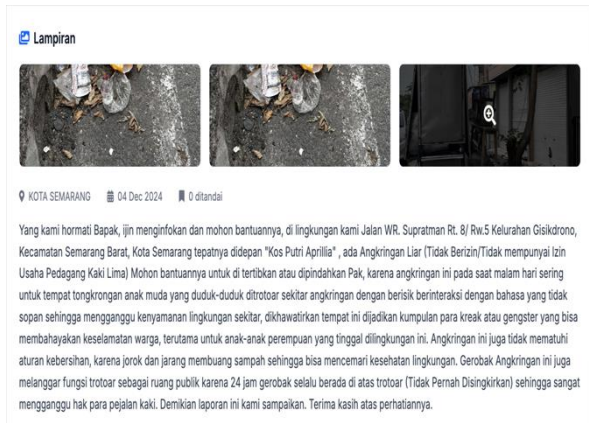 Lampiran
KOTA SEMARANG 04 Dec 2024 0 ditandai
Yang kami hormati Bapak, ijin menginfokan dan mohon bantuannya, di lingkungan kami Jalan WR. Supratman Rt. 8/ Rw.5 Kelurahan Gisikdrono,
Kecamatan Semarang Barat, Kota Semarang tepatnya didepan "Kos Putri Aprillia" , ada Angkringan Liar (Tidak Berizin/Tidak mempunyai Izin
Usaha Pedagang Kaki Lima) Mohon bantuannya untuk di tertibkan atau dipindahkan Pak, karena angkringan ini pada saat malam hari sering
untuk tempat tongkrongan anak muda yang duduk-duduk ditrotoar sekitar angkringan dengan berisik berinteraksi dengan bahasa yang tidak
sopan sehingga mengganggu kenyamanan lingkungan sekitar, dikhawatirkan tempat ini dijadikan kumpulan para kreak atau gengster yang bisa
membahayakan keselamatan warga, terutama untuk anak-anak perempuan yang tinggal dilingkungan ini. Angkringan ini juga tidak mematuhi
aturan kebersihan, karena jorok dan jarang membuang sampah sehingga bisa mencemari kesehatan lingkungan. Gerobak Angkringan ini juga
melanggar fungsi trotoar sebagai ruang publik karena 24 jam gerobak selalu berada di atas trotoar (Tidak Pernah Disingkirkan) sehingga sangat
mengganggu hak para pejalan kaki. Demikian laporan ini kami sampaikan. Terima kasih atas perhatiannya.